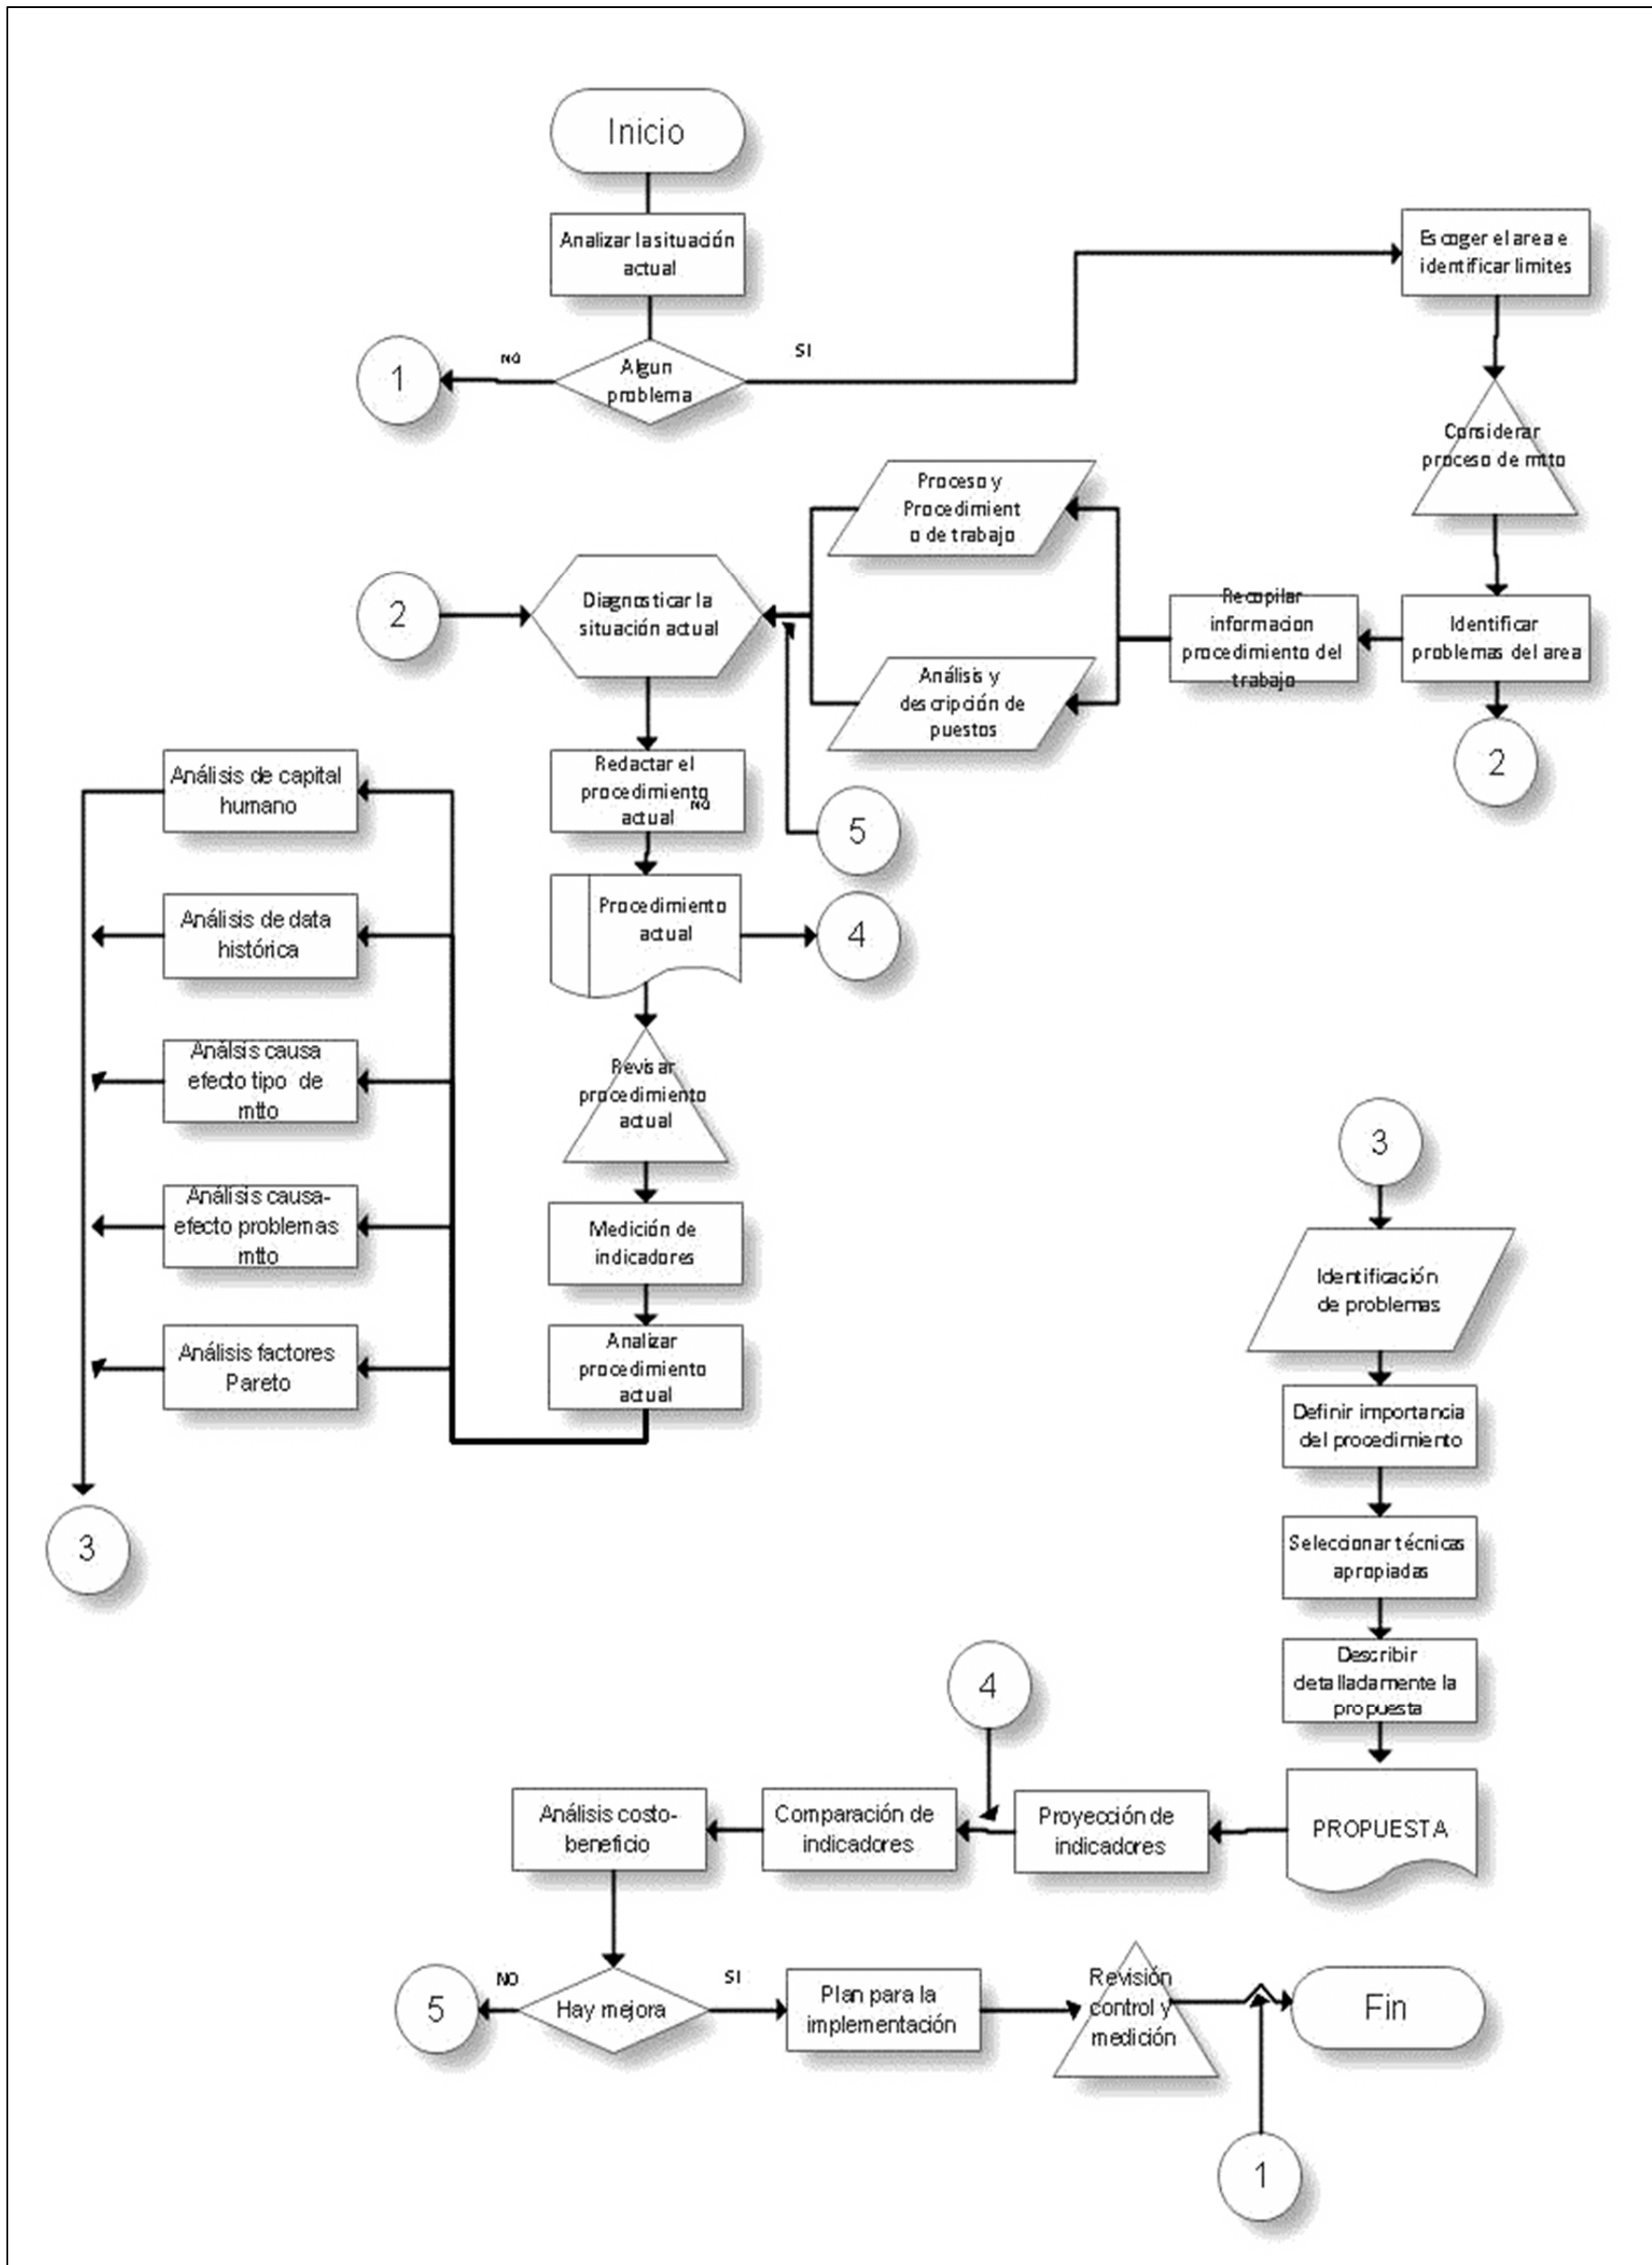 Inicio
Analizar la situación
actual
Algun
problema
NO
SI
1
Escoger el area e
identificar limites
Considerar
proceso de mtto
Identificar
problemas del area
2
Recopilar
informacion
procedimiento del
trabajo
Proceso y
Procedimient
o de trabajo
Análisis y
descripción de
puestos
2
Diagnosticar la
situación actual
5
Redactar el
procedimiento
NO
actual
Procedimiento
actual
4
Revisar
procedimiento
actual
Medición de
indicadores
Analizar
procedimiento
actual
Análisis de capital
humano
Análisis de data
histórica
Análsis causa
efecto tipo de
mtto
Análisis causa-
efecto problemas
mtto
Análisis factores
Pareto
3
3
Identificación
de problemas
Definir importancia
del procedimiento
Seleccionar técnicas
apropiadas
Describir
detalladamente la
propuesta
PROPUESTA
Proyección de
indicadores
4
Comparación de
indicadores
Análisis costo-
beneficio
Hay mejora
NO
SI
5
Plan para la
implementación
Revisión
control y
medición
1
Fin